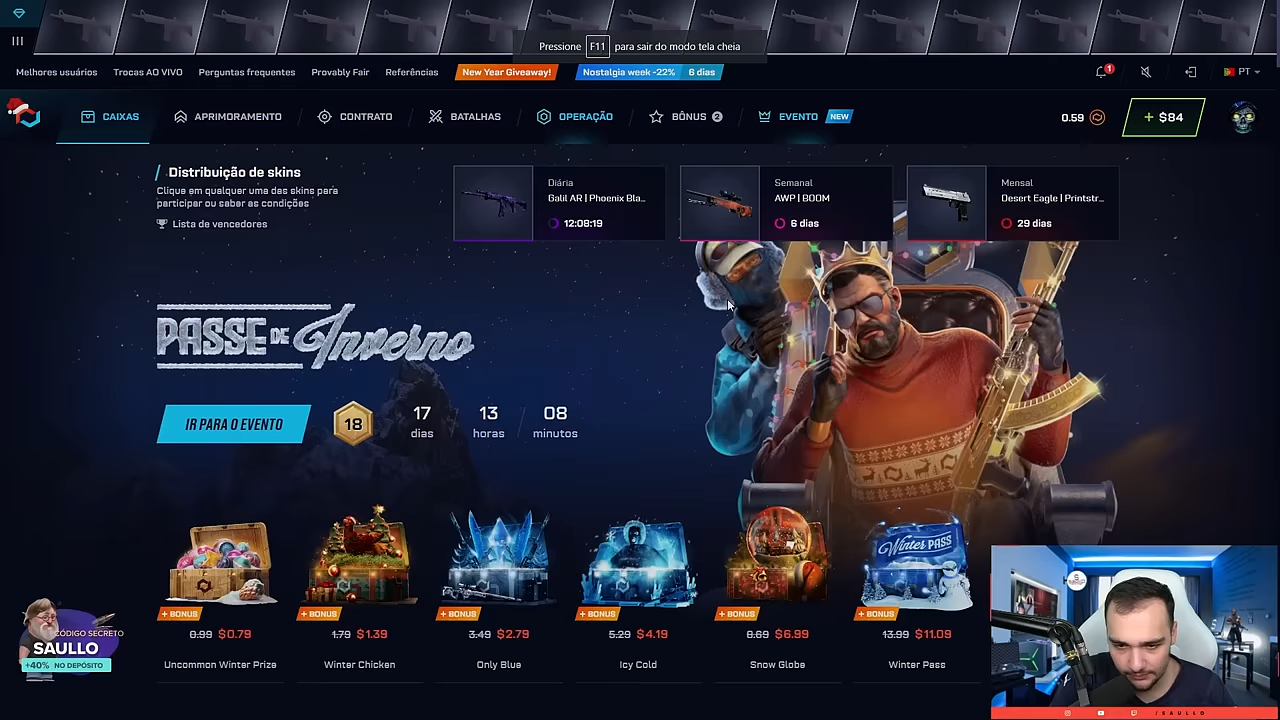 Pressione F11 para sair do modo tela cheia
Melhores usuários Trocas AO VIVO Perguntas frequentes Provably Fair Referências New Year Giveaway! Nostalgia week -22% 6 dias 1 PT
CAIXAS APRIMORAMENTO CONTRATO BATALHAS OPERAÇÃO BÔNUS 2 EVENTO NEW 0.59 + $84
Distribuição de skins
Clique em qualquer uma das skins para
participar ou saber as condições
Lista de vencedores
Diária
Galil AR | Phoenix Bla...
12:08:19
Semanal
AWP | BOOM
6 dias
Mensal
Desert Eagle | Printstr...
29 dias
PASSE DE Inverno
IR PARA O EVENTO
18
17 dias
13 horas
08 minutos
Winter PASS
+ BONUS + BONUS + BONUS + BONUS + BONUS + BONUS
0.99 $0.79 1.79 $1.39 3.49 $2.79 5.29 $4.19 8.69 $6.99 13.99 $11.09
Uncommon Winter Prize Winter Chicken Only Blue Icy Cold Snow Globe Winter Pass
CÓDIGO SECRETO
SAULLO
+40% NO DEPÓSITO
/SAULLO